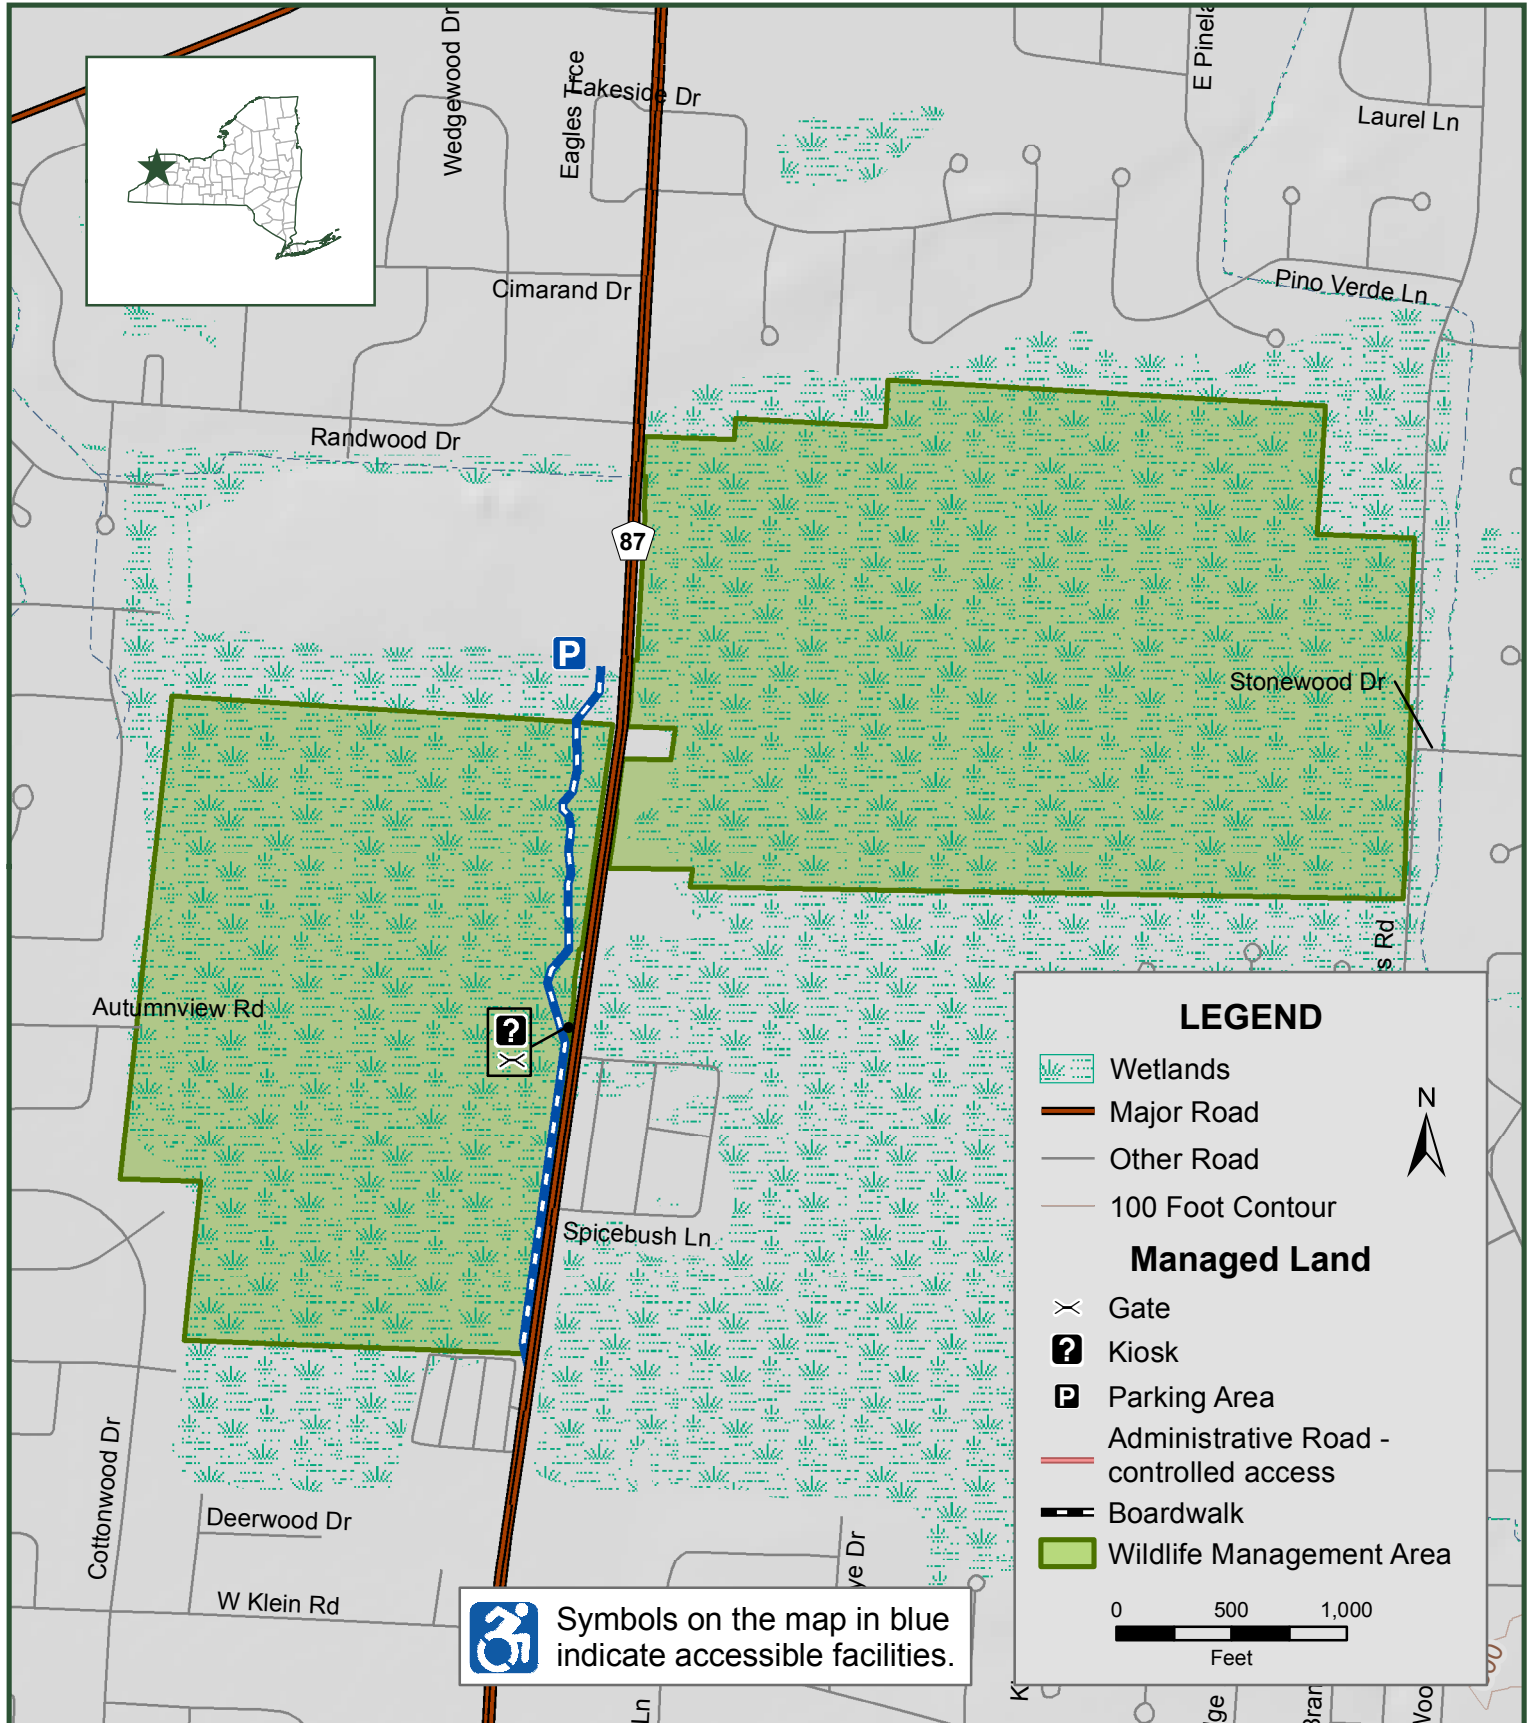 Wedgewood Dr
Eagles Trce
Lakeside Dr
E Pinela
Laurel Ln
Cimarand Dr
Pino Verde Ln
Randwood Dr
87
P
Stonewood Dr
s Rd
Autumnview Rd
?
Spicebush Ln
Cottonwood Dr
Deerwood Dr
W Klein Rd
ye Dr
Ln
LEGEND
Wetlands
Major Road
Other Road
100 Foot Contour
N
Managed Land
Gate
? Kiosk
P Parking Area
Administrative Road -
controlled access
Boardwalk
Wildlife Management Area
0 500 1,000
Feet
Symbols on the map in blue
indicate accessible facilities.